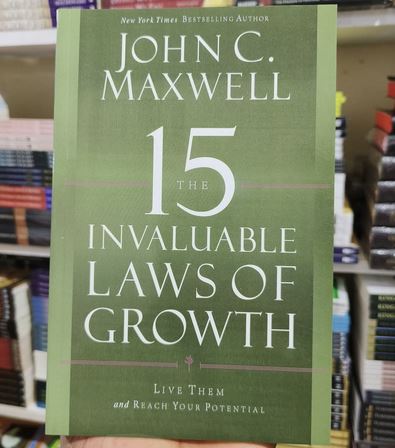 New York Times BESTSELLING AUTHOR
JOHN C.
MAXWELL
THE
15
INVALUABLE
LAWS OF
GROWTH
LIVE THEM
and REACH YOUR POTENTIAL